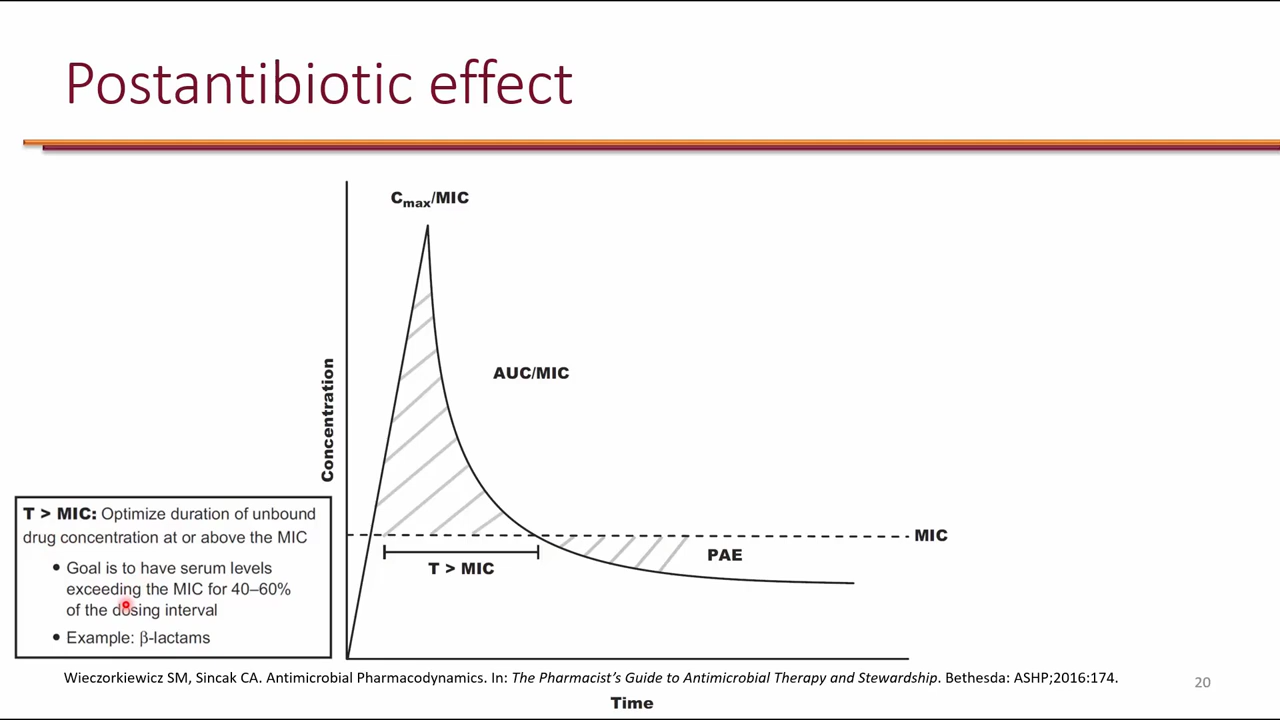 Postantibiotic effect
Cmax/MIC
AUC/MIC
Concentration
MIC
PAE
T > MIC
T > MIC: Optimize duration of unbound
drug concentration at or above the MIC
• Goal is to have serum levels
exceeding the MIC for 40–60%
of the dosing interval
• Example: β-lactams
Wieczorkiewicz SM, Sincak CA. Antimicrobial Pharmacodynamics. In: The Pharmacist's Guide to Antimicrobial Therapy and Stewardship. Bethesda: ASHP;2016:174.
20
Time